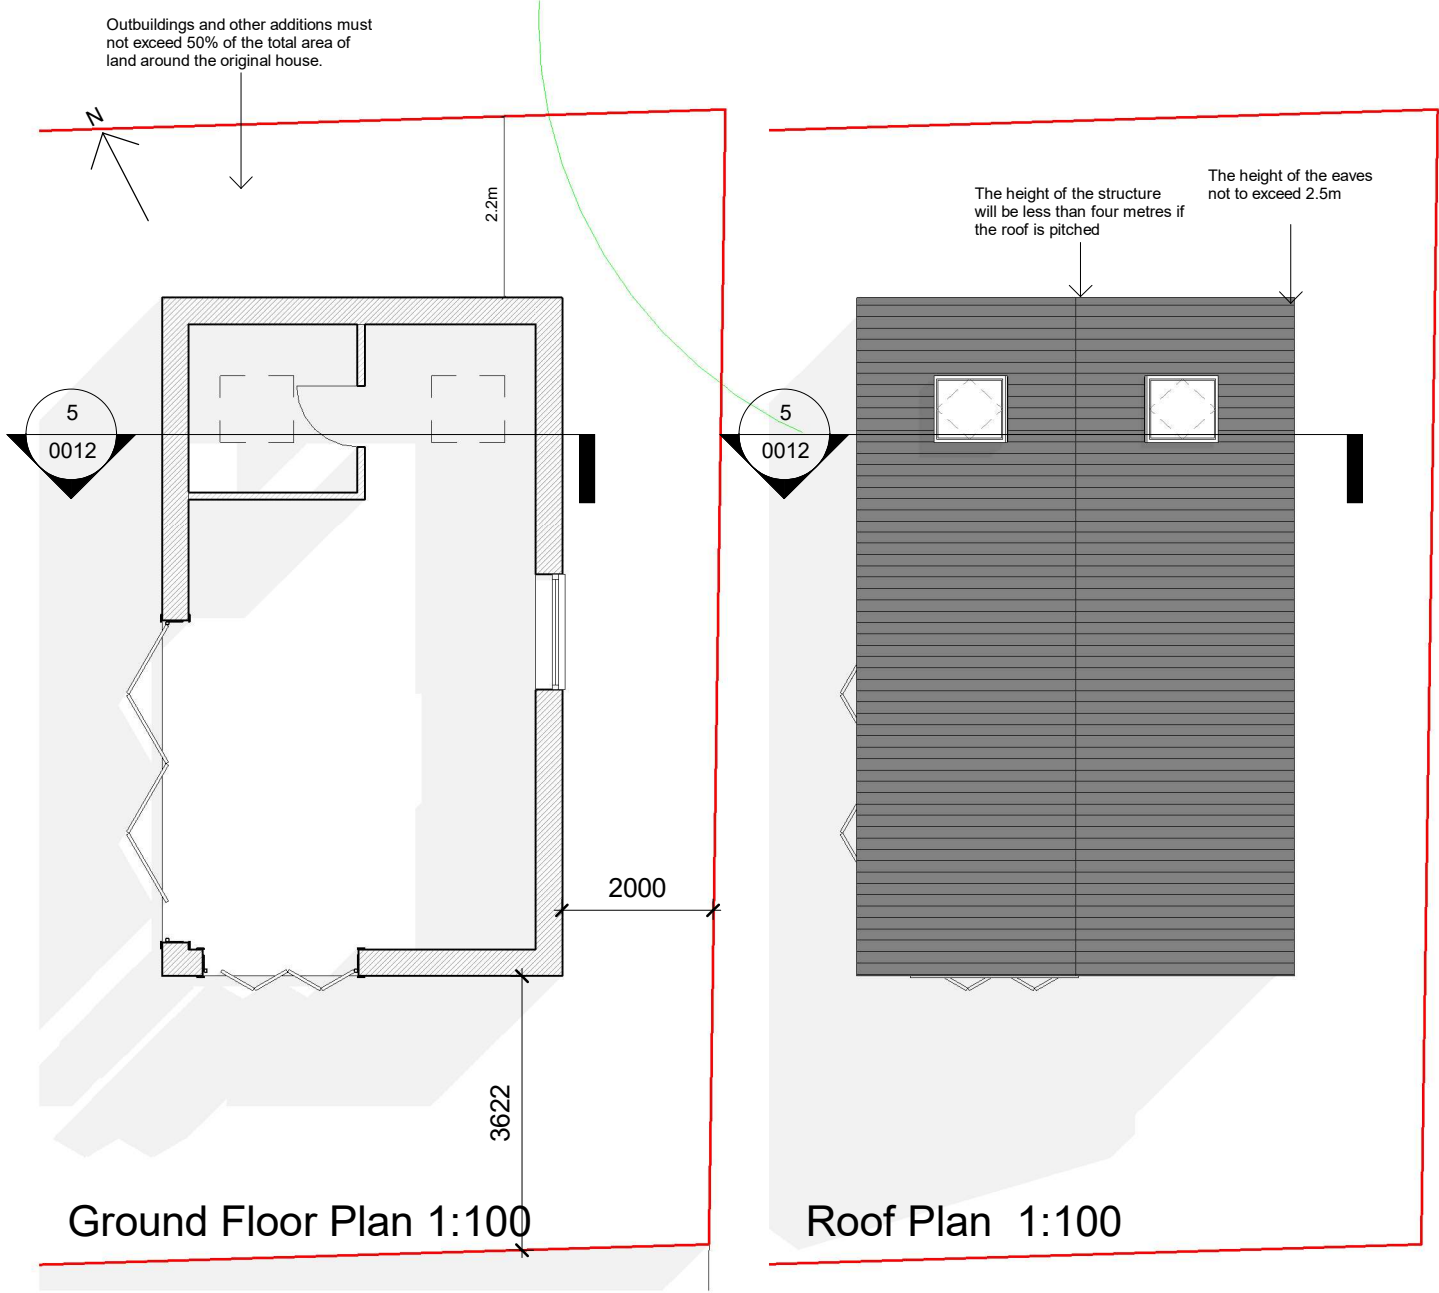 Outbuildings and other additions must
not exceed 50% of the total area of
land around the original house.
N
2.2m
5
0012
2000
3622
Ground Floor Plan 1:100
The height of the structure
will be less than four metres if
the roof is pitched
The height of the eaves
not to exceed 2.5m
5
0012
Roof Plan 1:100